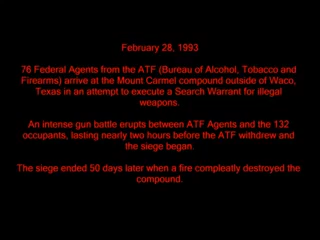 February 28, 1993
76 Federal Agents from the ATF (Bureau of Alcohol, Tobacco and
Firearms) arrive at the Mount Carmel compound outside of Waco,
Texas in an attempt to execute a Search Warrant for illegal
weapons.
An intense gun battle erupts between ATF Agents and the 132
occupants, lasting nearly two hours before the ATF withdrew and
the siege began.
The siege ended 50 days later when a fire compleatly destroyed the
compound.